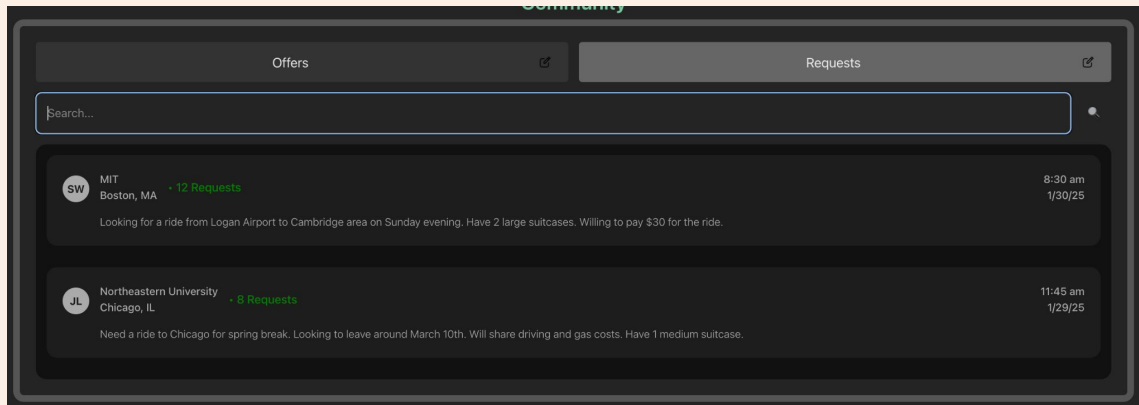 Community
Offers
Requests
Search...
SW
MIT
Boston, MA
• 12 Requests
8:30 am
1/30/25
Looking for a ride from Logan Airport to Cambridge area on Sunday evening. Have 2 large suitcases. Willing to pay $30 for the ride.
JL
Northeastern University
Chicago, IL
• 8 Requests
11:45 am
1/29/25
Need a ride to Chicago for spring break. Looking to leave around March 10th. Will share driving and gas costs. Have 1 medium suitcase.